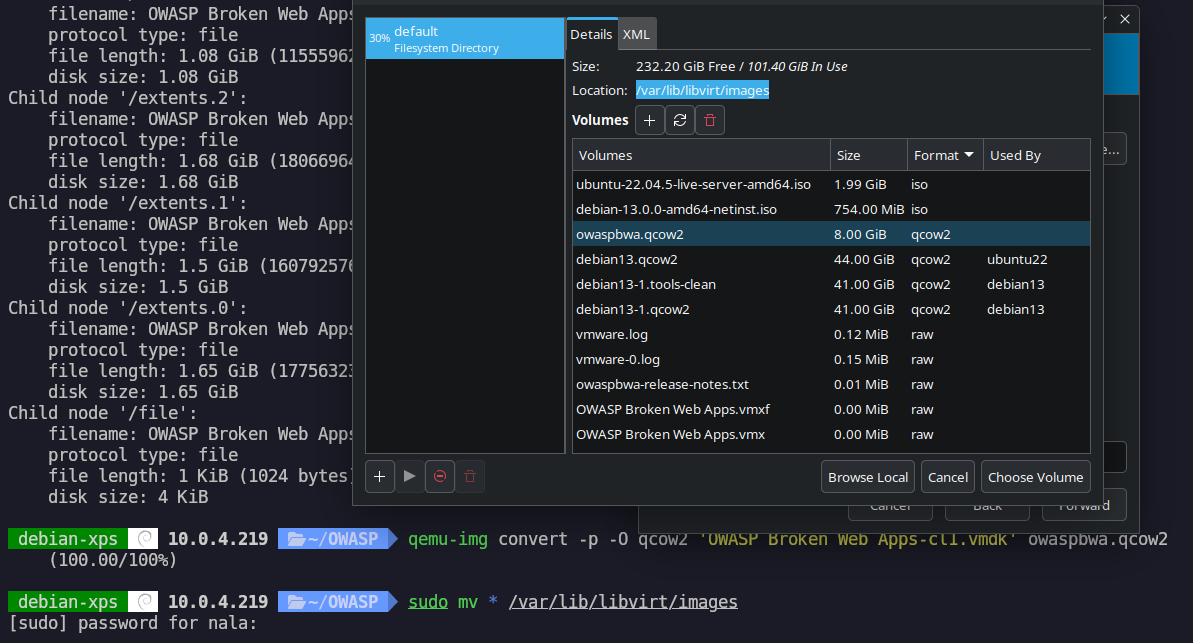 filename: OWASP Broken Web Apps
protocol type: file
file length: 1.08 GiB (11555962
disk size: 1.08 GiB
Child node '/extents.2':
filename: OWASP Broken Web Apps
protocol type: file
file length: 1.68 GiB (18066964
disk size: 1.68 GiB
Child node '/extents.1':
filename: OWASP Broken Web Apps
protocol type: file
file length: 1.5 GiB (160792576
disk size: 1.5 GiB
Child node '/extents.0':
filename: OWASP Broken Web Apps
protocol type: file
file length: 1.65 GiB (17756323
disk size: 1.65 GiB
Child node '/file':
filename: OWASP Broken Web Apps
protocol type: file
file length: 1 KiB (1024 bytes)
disk size: 4 KiB
debian-xps 10.0.4.219 ~/OWASP qemu-img convert -p -O qcow2 'OWASP Broken Web Apps-cl1.vmdk' owaspbwa.qcow2
(100.00/100%)
debian-xps 10.0.4.219 ~/OWASP sudo mv * /var/lib/libvirt/images
[sudo] password for nala:
30% default
Filesystem Directory
Details XML
Size: 232.20 GiB Free / 101.40 GiB In Use
Location: /var/lib/libvirt/images
Volumes
Volumes Size Format Used By
ubuntu-22.04.5-live-server-amd64.iso 1.99 GiB iso
debian-13.0.0-amd64-netinst.iso 754.00 MiB iso
owaspbwa.qcow2 8.00 GiB qcow2
debian13.qcow2 44.00 GiB qcow2 ubuntu22
debian13-1.tools-clean 41.00 GiB qcow2 debian13
debian13-1.qcow2 41.00 GiB qcow2 debian13
vmware.log 0.12 MiB raw
vmware-0.log 0.15 MiB raw
owaspbwa-release-notes.txt 0.01 MiB raw
OWASP Broken Web Apps.vmxf 0.00 MiB raw
OWASP Broken Web Apps.vmx 0.00 MiB raw
Browse Local Cancel Choose Volume
e...
Cancel Back Forward